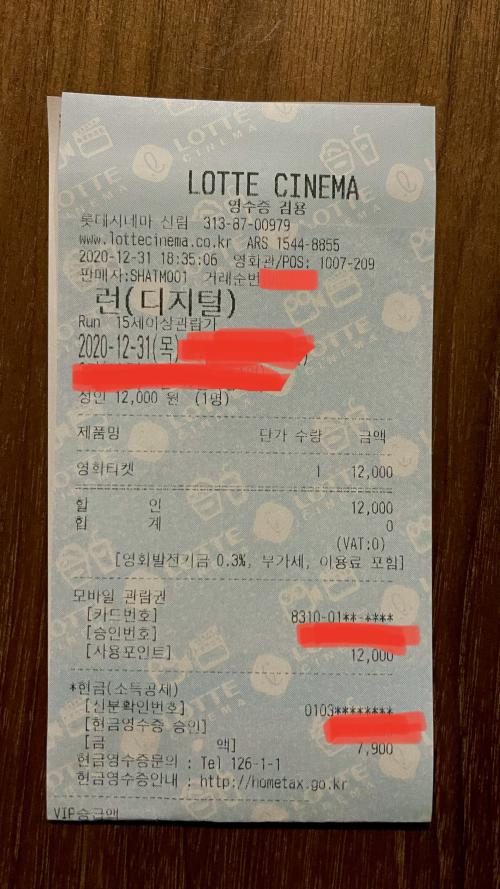 LOTTE CINEMA
영수증 겸용
롯데시네마 신림 313-87-00979
www.lottecinema.co.kr ARS 1544-8855
2020-12-31 18:35:06 영화관/POS: 1007-209
판매자:SHATM001 거래순번
런(디지털)
Run 15세이상관람가
2020-12-31(목)
성인 12,000 원 (1명)
제품명 단가 수량 금액
영화티켓 1 12,000
할 인 12,000
합 계 0
(VAT:0)
[영화발전기금 0.3%, 부가세, 이용료 포함]
모바일 관람권
[카드번호] 8310-01**-****
[승인번호]
[사용포인트] 12,000
*현금(소득공제)
[신분확인번호] 0103********
[현금영수증 승인]
[금 액] 7,900
현금영수증문의 : Tel 126-1-1
현금영수증안내 : http://hometax.go.kr
VIP승급액